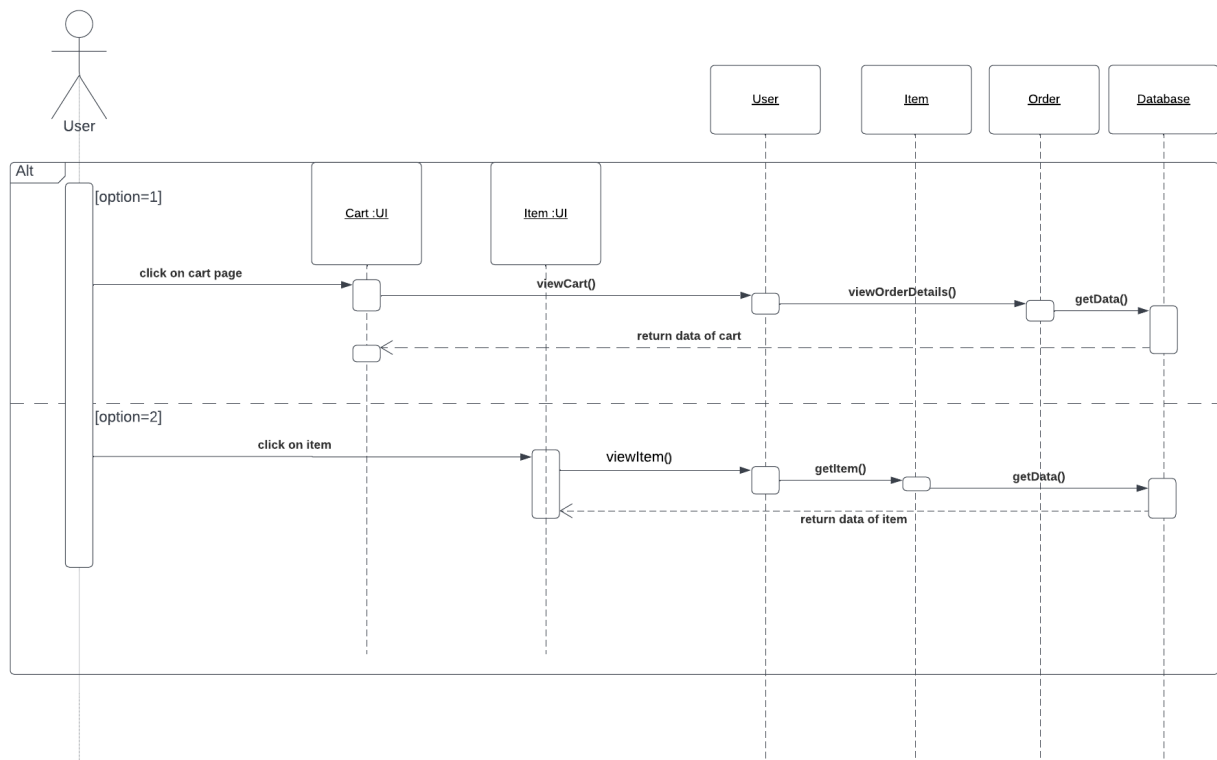 User
User
Item
Order
Database
Alt
[option=1]
Cart :UI
Item :UI
click on cart page
viewCart()
viewOrderDetails()
getData()
return data of cart
[option=2]
click on item
viewItem()
getItem()
getData()
return data of item